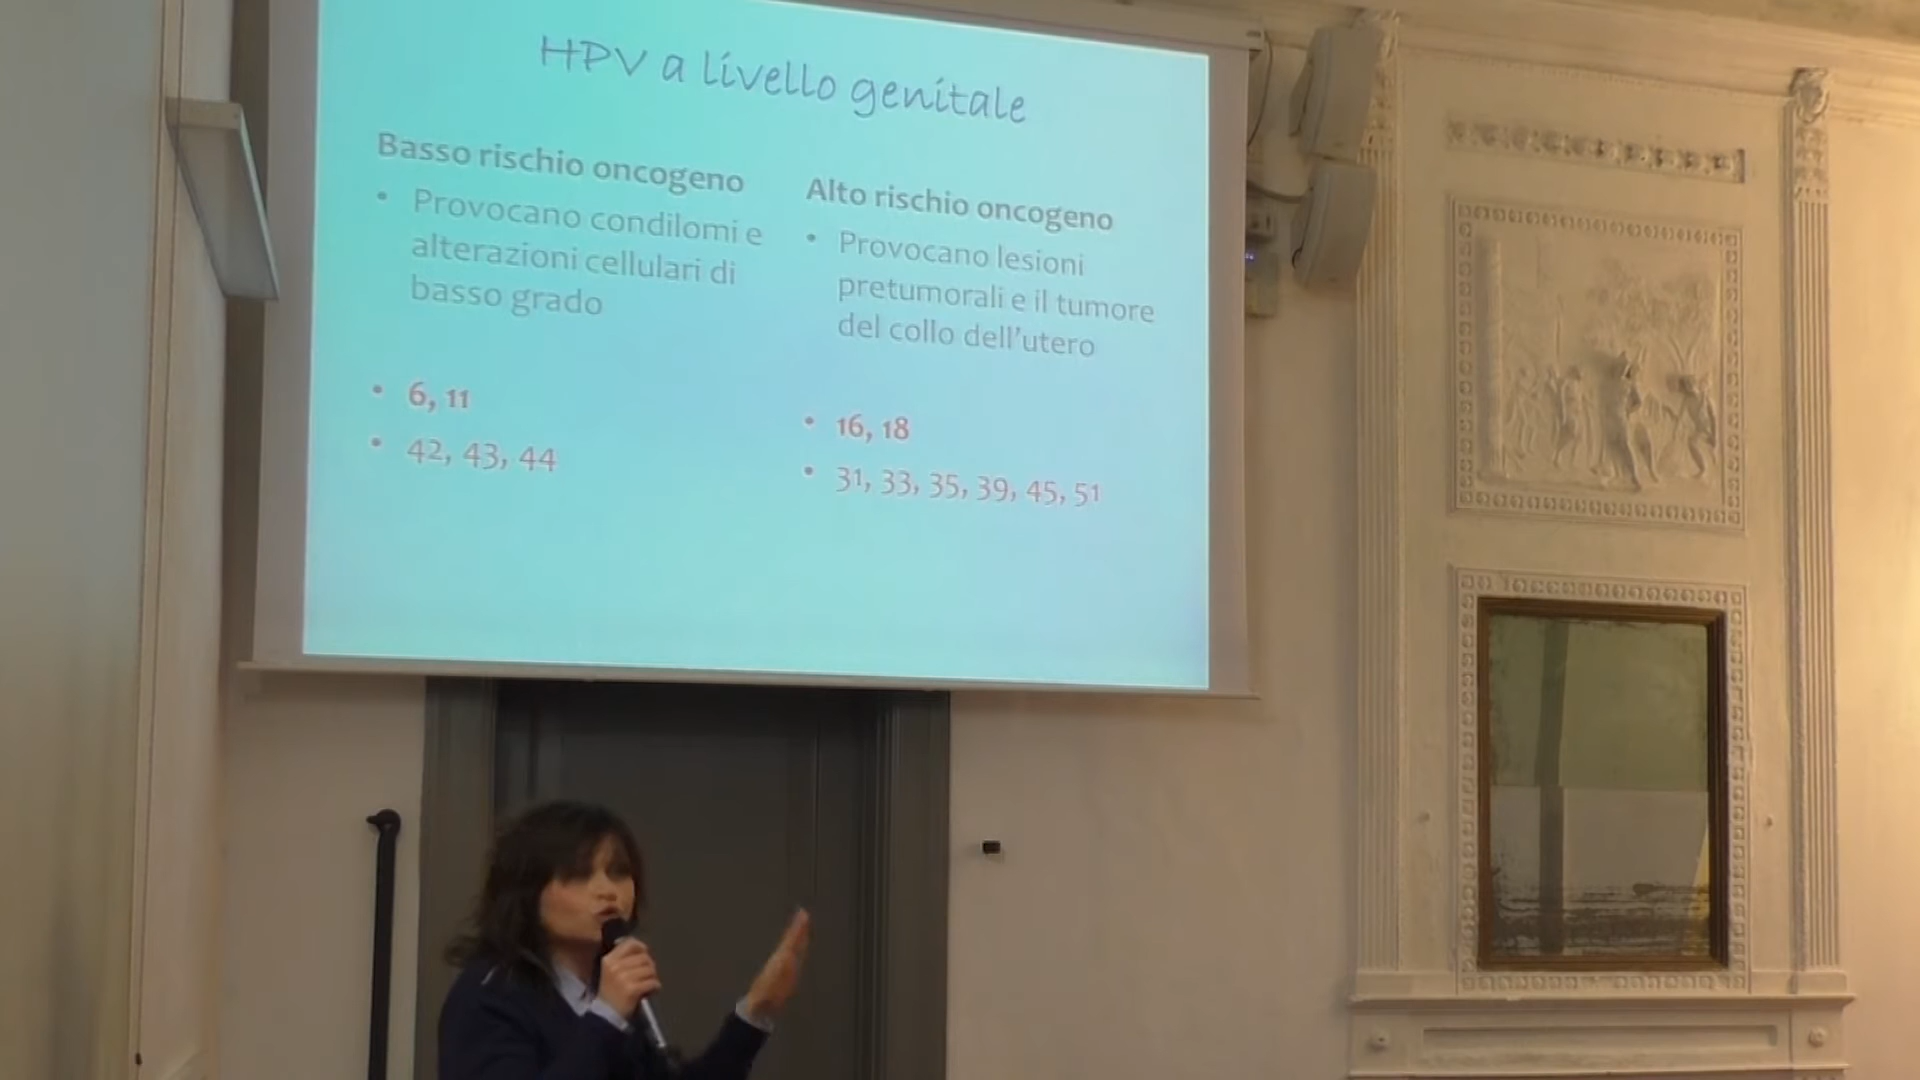 HPV a livello genitale
Basso rischio oncogeno
• Provocano condilomi e
alterazioni cellulari di
basso grado
• 6, 11
• 42, 43, 44
Alto rischio oncogeno
• Provocano lesioni
pretumorali e il tumore
del collo dell'utero
• 16, 18
• 31, 33, 35, 39, 45, 51